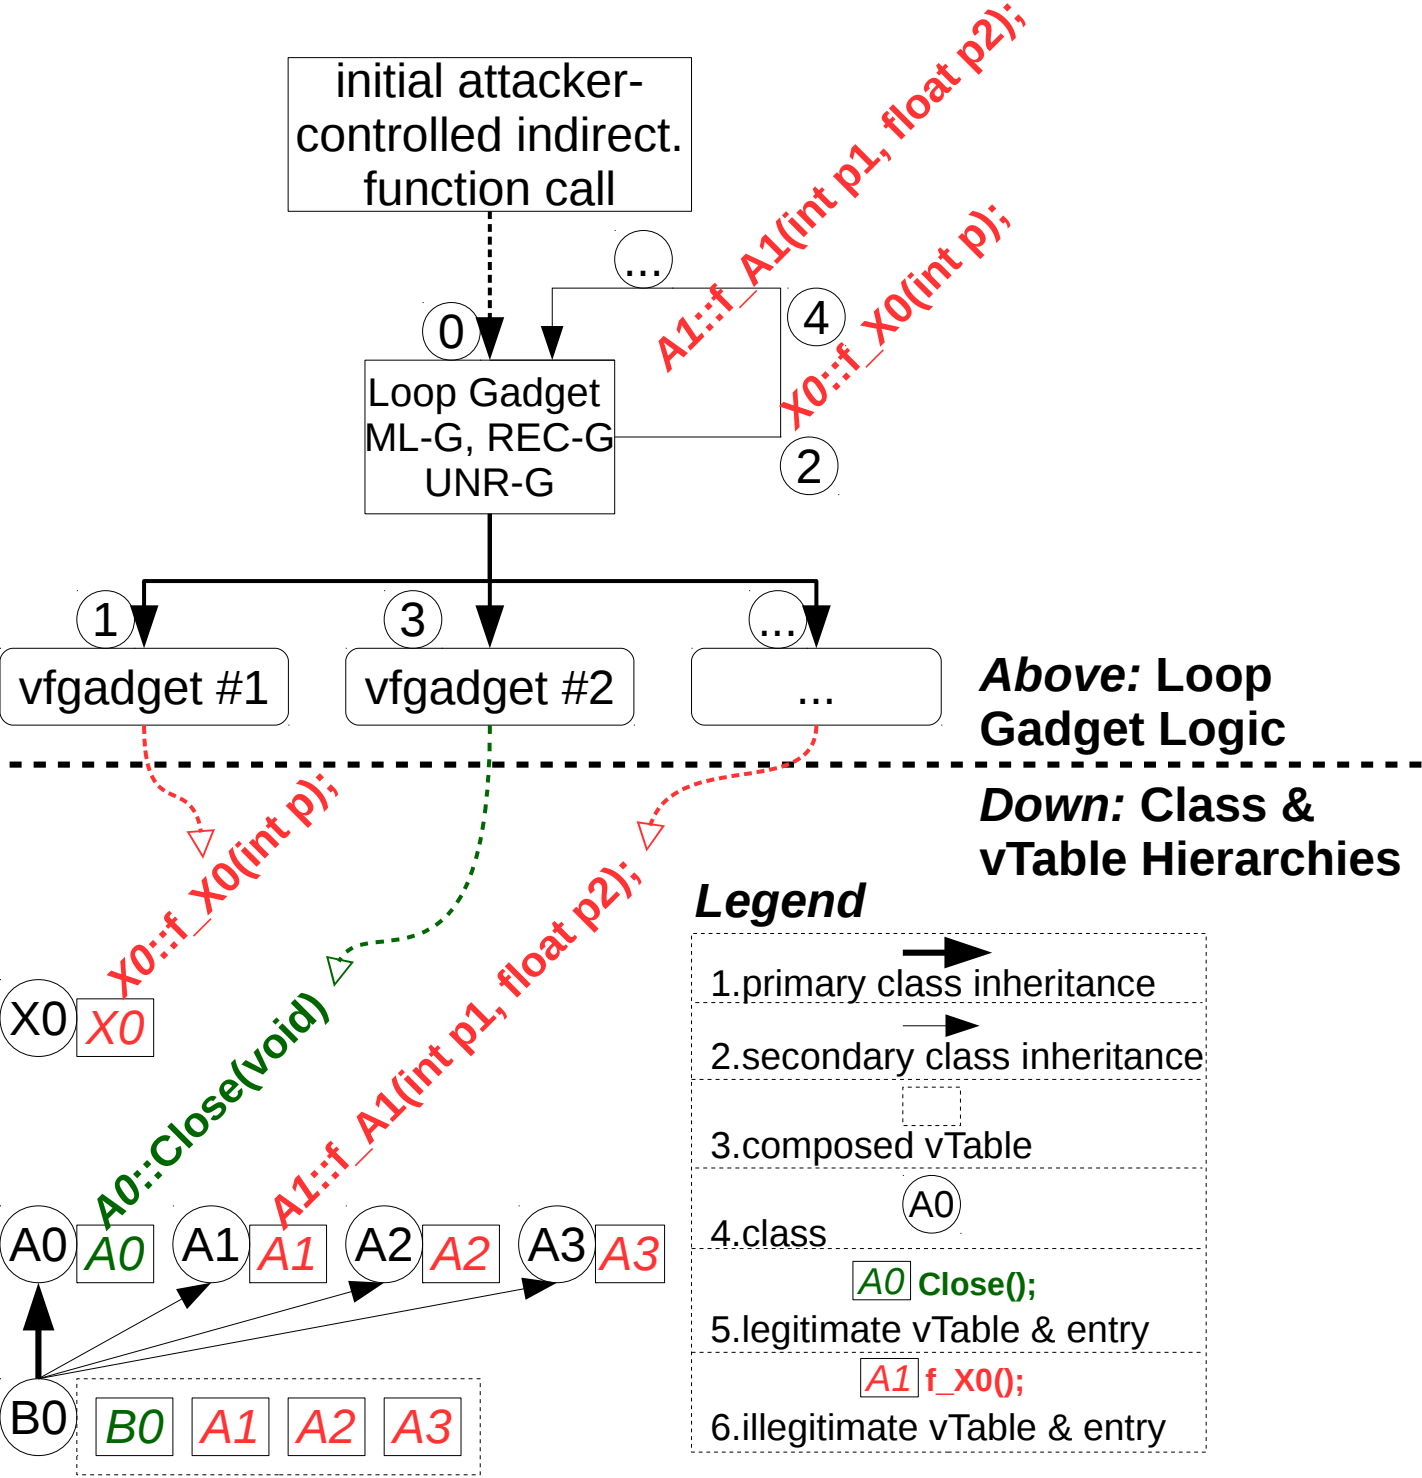 initial attacker-
controlled indirect.
function call
A1::f_A1(int p1, float p2);
X0::f_X0(int p);
...
4
0
Loop Gadget
ML-G, REC-G
UNR-G
2
1
3
...
vfgadget #1
vfgadget #2
...
Above: Loop
Gadget Logic
Down: Class &
vTable Hierarchies
X0::f_X0(int p);
A0::Close(void)
A1::f_A1(int p1, float p2);
X0
X0
A0
A0
A1
A1
A2
A2
A3
A3
B0
B0
A1
A2
A3
Legend
1.primary class inheritance
2.secondary class inheritance
3.composed vTable
A0
4.class
A0 Close();
5.legitimate vTable & entry
A1 f_X0();
6.illegitimate vTable & entry